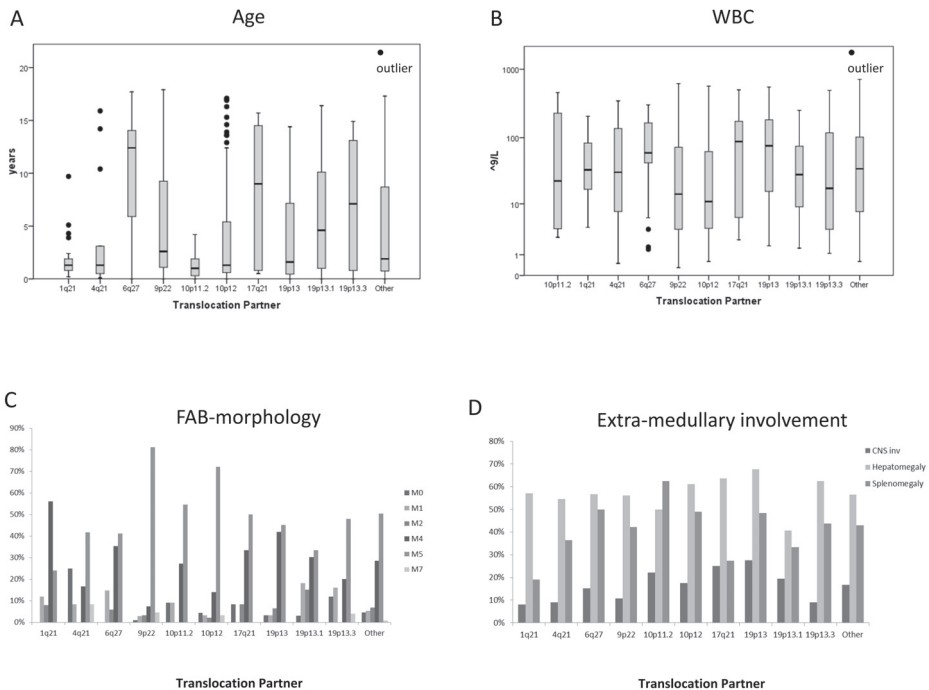 A
Age
20
15
10
5
0
years
outlier
1q21 4q21 6q27 9p22 10p11.2 10p12 17q21 19p13 19p13.1 19p13.3 Other
Translocation Partner
B
WBC
1000
100
10
1
0
^9/L
outlier
10p11.2 1q21 4q21 6q27 9p22 10p12 17q21 19p13 19p13.1 19p13.3 Other
Translocation Partner
C
FAB-morphology
90%
80%
70%
60%
50%
40%
30%
20%
10%
0%
M0
M1
M2
M4
M5
M7
1q21 4q21 6q27 9p22 10p11.2 10p12 17q21 19p13 19p13.1 19p13.3 Other
Translocation Partner
D
Extra-medullary involvement
80%
70%
60%
50%
40%
30%
20%
10%
0%
CNS inv
Hepatomegaly
Splenomegaly
1q21 4q21 6q27 9p22 10p11.2 10p12 17q21 19p13 19p13.1 19p13.3 Other
Translocation Partner